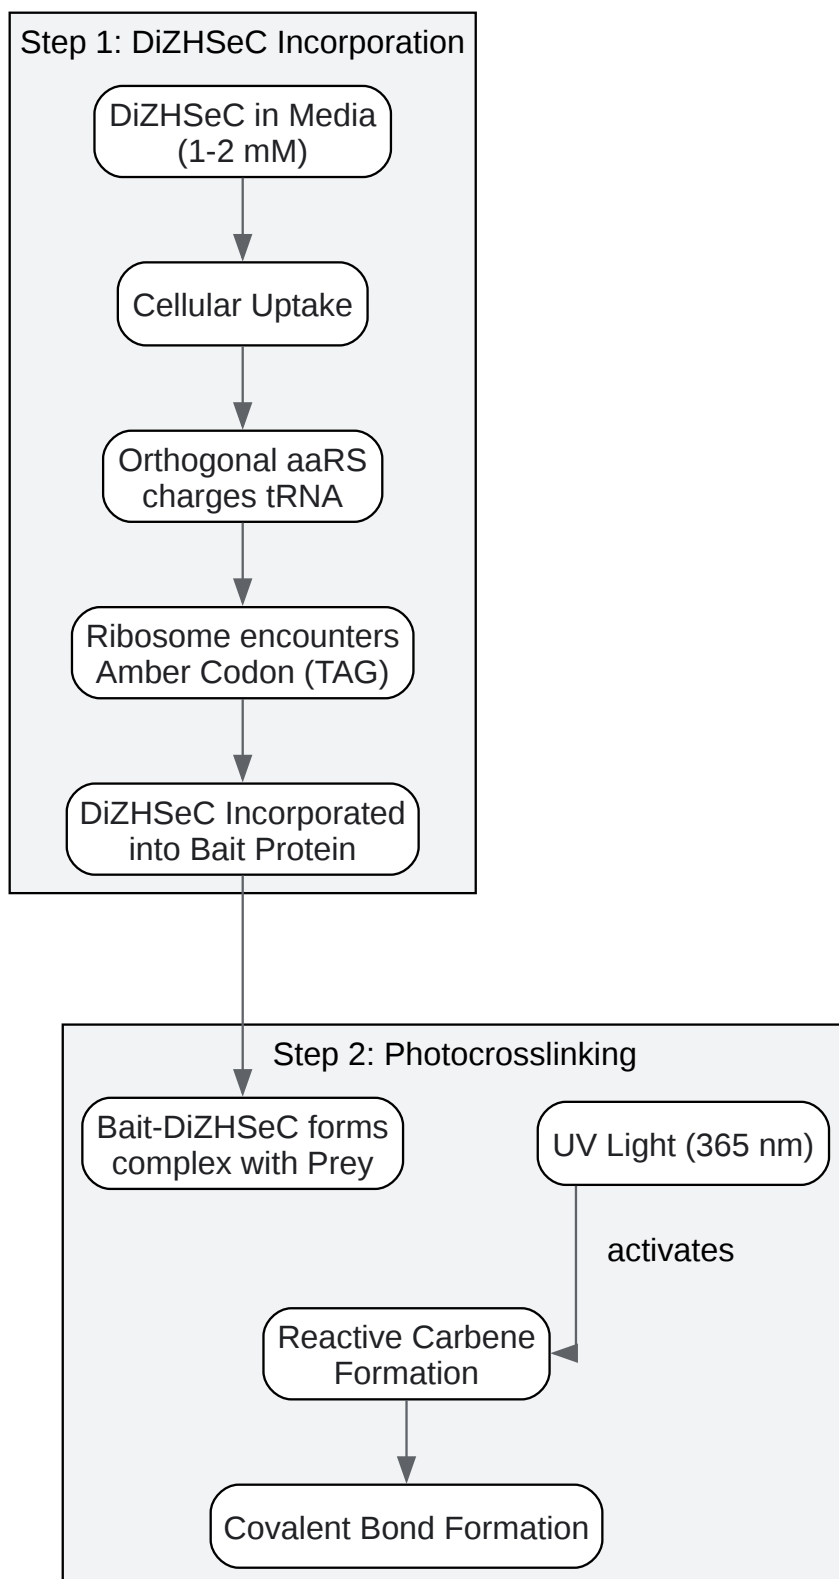 Step 1: DiZHSeC Incorporation
DiZHSeC in Media
(1-2 mM)
Cellular Uptake
Orthogonal aaRS
charges tRNA
Ribosome encounters
Amber Codon (TAG)
DiZHSeC Incorporated
into Bait Protein
Step 2: Photocrosslinking
Bait-DiZHSeC forms
complex with Prey
UV Light (365 nm)
activates
Reactive Carbene
Formation
Covalent Bond Formation